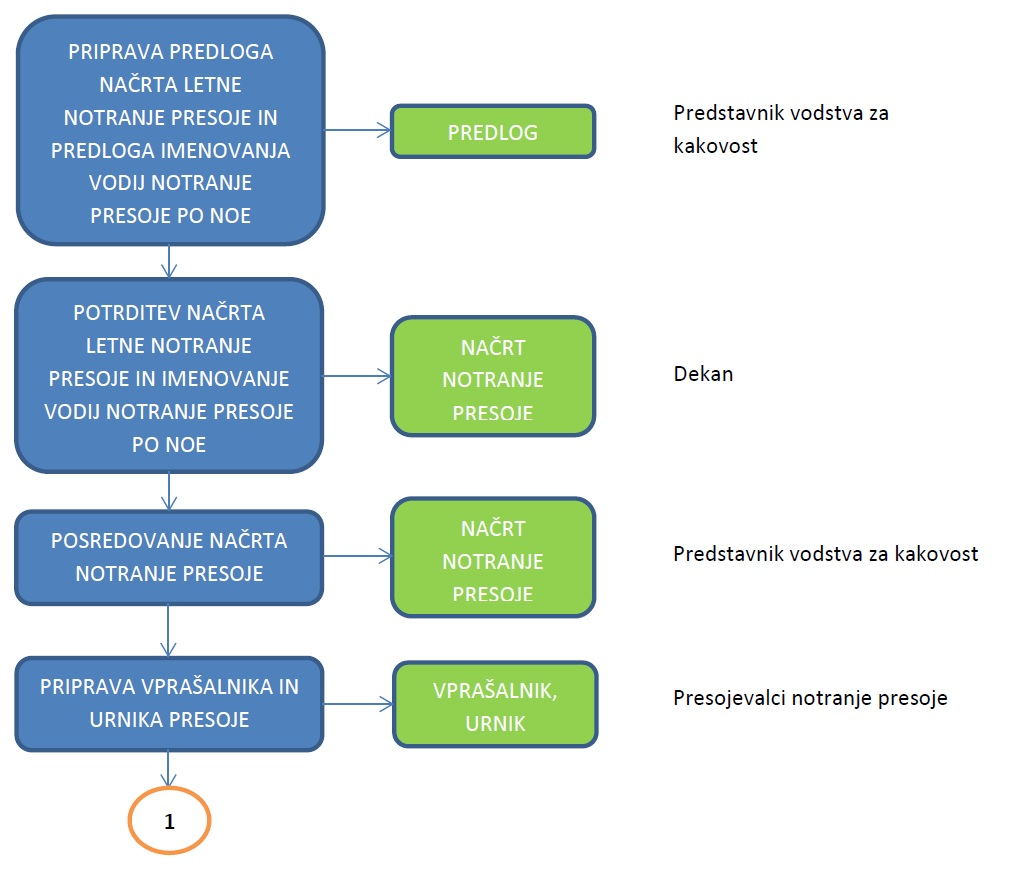 PRIPRAVA PREDLOGA
NAČRTA LETNE
NOTRANJE PRESOJE IN
PREDLOGA IMENOVANJA
VODIJ NOTRANJE
PRESOJE PO NOE
PREDLOG
Predstavnik vodstva za
kakovost
POTRDITEV NAČRTA
LETNE NOTRANJE
PRESOJE IN IMENOVANJE
VODIJ NOTRANJE PRESOJE
PO NOE
NAČRT
NOTRANJE
PRESOJE
Dekan
POSREDOVANJE NAČRTA
NOTRANJE PRESOJE
NAČRT
NOTRANJE
PRESOJE
Predstavnik vodstva za kakovost
PRIPRAVA VPRAŠALNIKA IN
URNIKA PRESOJE
VPRAŠALNIK,
URNIK
Presojevalci notranje presoje
1